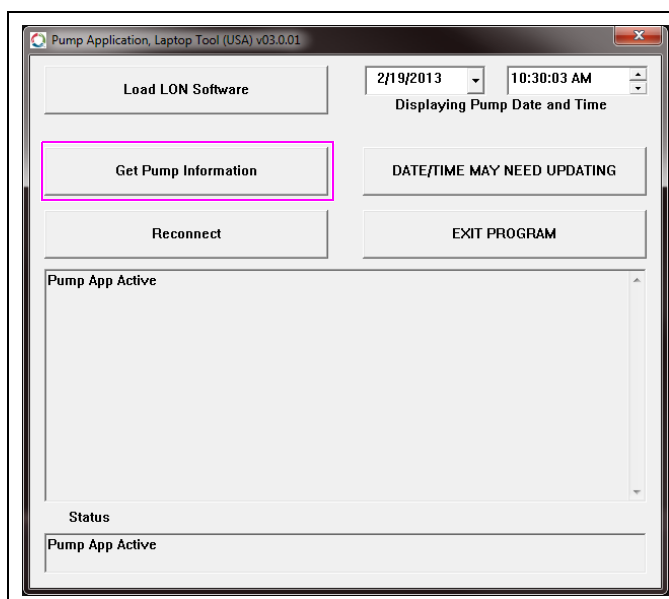 Pump Application, Laptop Tool (USA) v03.0.01
Load LON Software
2/19/2013
10:30:03 AM
Displaying Pump Date and Time
Get Pump Information
DATE/TIME MAY NEED UPDATING
Reconnect
EXIT PROGRAM
Pump App Active
Status
Pump App Active